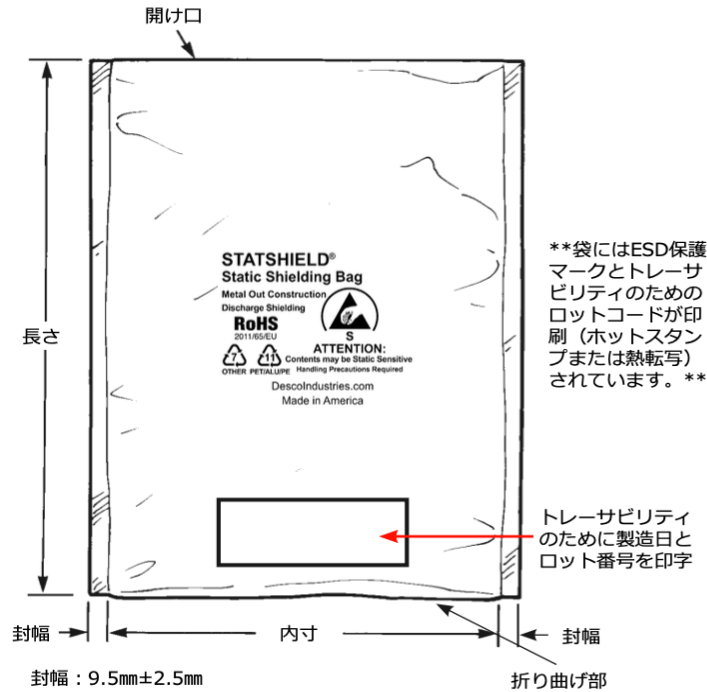 開け口
長さ
STATSHIELD®
Static Shielding Bag
Metal Out Construction
Discharge Shielding
RoHS
2011/65/EU
S
ATTENTION:
Contents may be Static Sensitive
Handling Precautions Required
7
OTHER
11
PET/AL/PE
DescoIndustries.com
Made in America
**袋にはESD保護
マークとトレーサ
ビリティのための
ロットコードが印
刷（ホットスタン
プまたは熱転写）
されています。**
トレーサビリティ
のために製造日と
ロット番号を印字
封幅
内寸
封幅
封幅：9.5㎜±2.5㎜
折り曲げ部